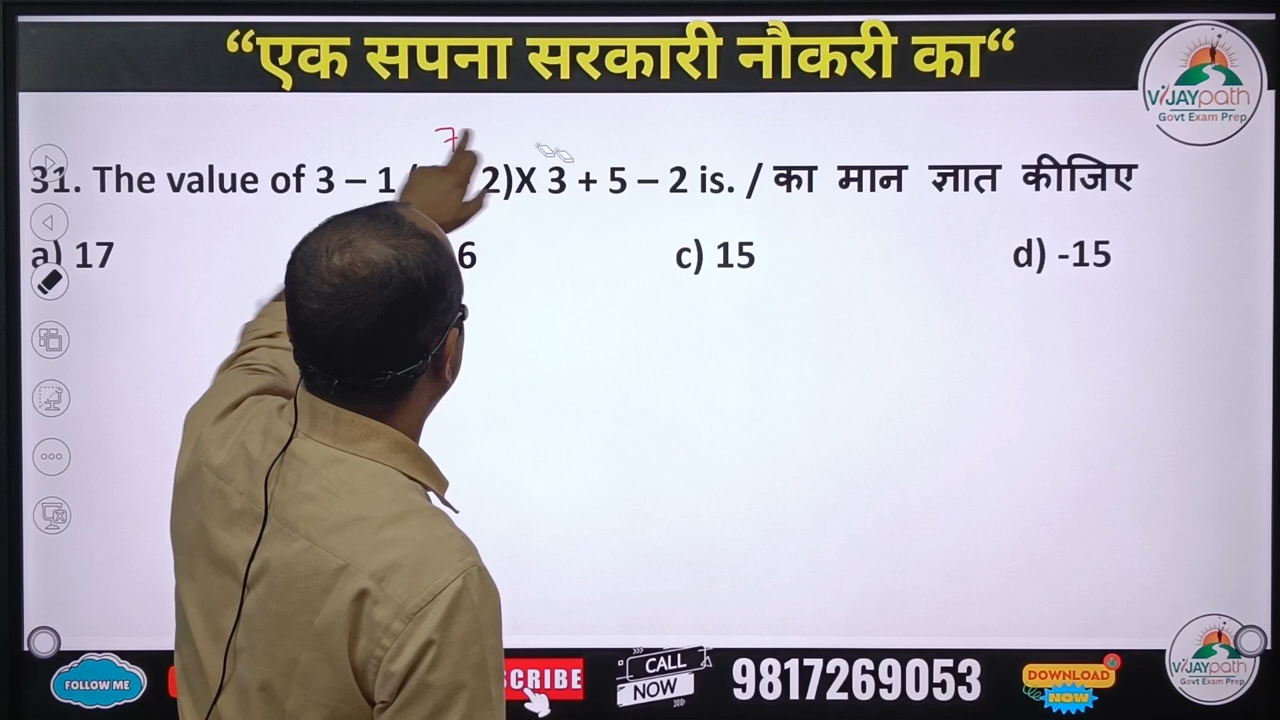 “एक सपना सरकारी नौकरी का“
VIJAYpath
Govt Exam Prep
7
31. The value of 3 – 1 ( 2)X 3 + 5 – 2 is. / का मान ज्ञात कीजिए
a) 17 6 c) 15 d) -15
FOLLOW ME
CALL
NOW
9817269053
DOWNLOAD
NOW
VIJAYpath
Govt Exam Prep